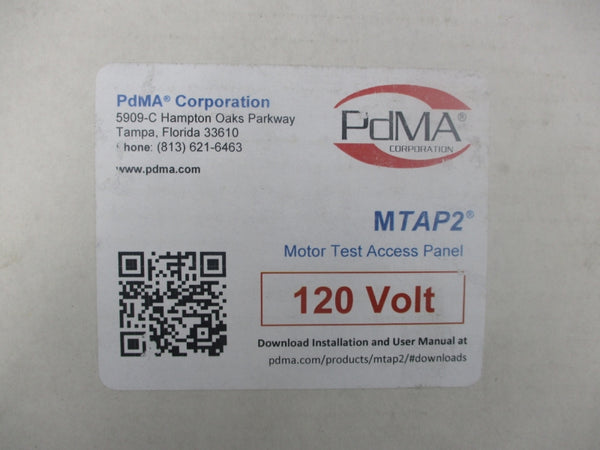 PdMA® Corporation
5909-C Hampton Oaks Parkway
Tampa, Florida 33610
Phone: (813) 621-6463
www.pdma.com
PdMA®
CORPORATION
MTAP2®
Motor Test Access Panel
120 Volt
Download Installation and User Manual at
pdma.com/products/mtap2/#downloads